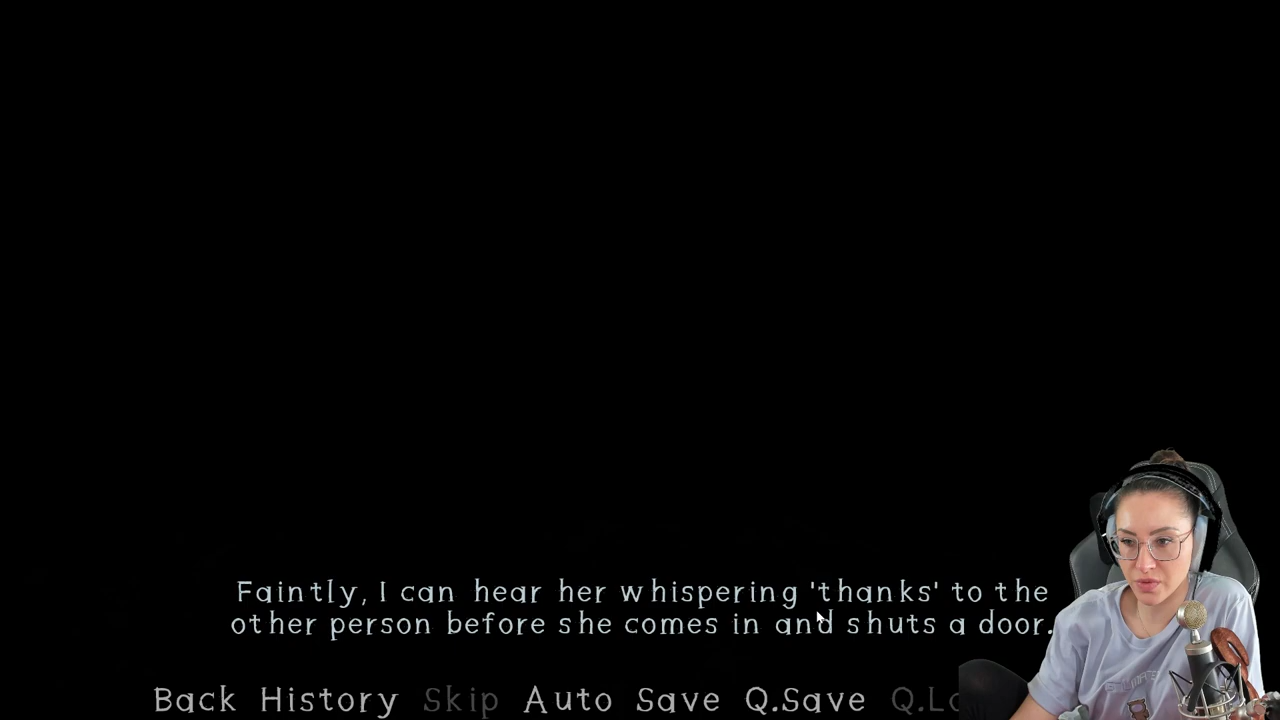 Faintly, I can hear her whispering 'thanks' to the
other person before she comes in and shuts a door.
Back History Skip Auto Save Q.Save